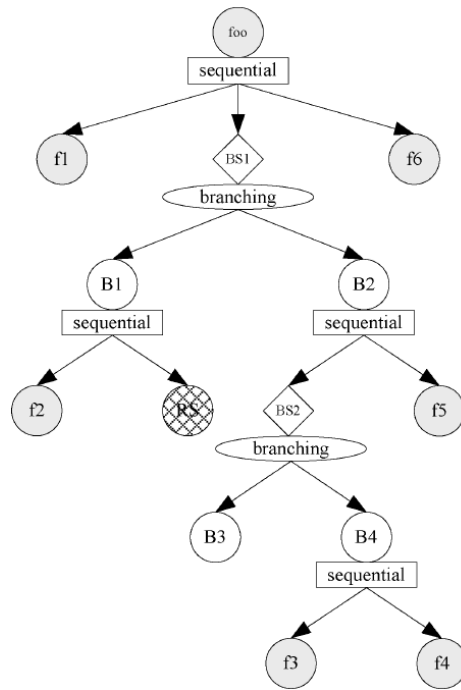 foo
sequential
f1
BS1
f6
branching
B1
B2
sequential
sequential
f2
RS
BS2
f5
branching
B3
B4
sequential
f3
f4